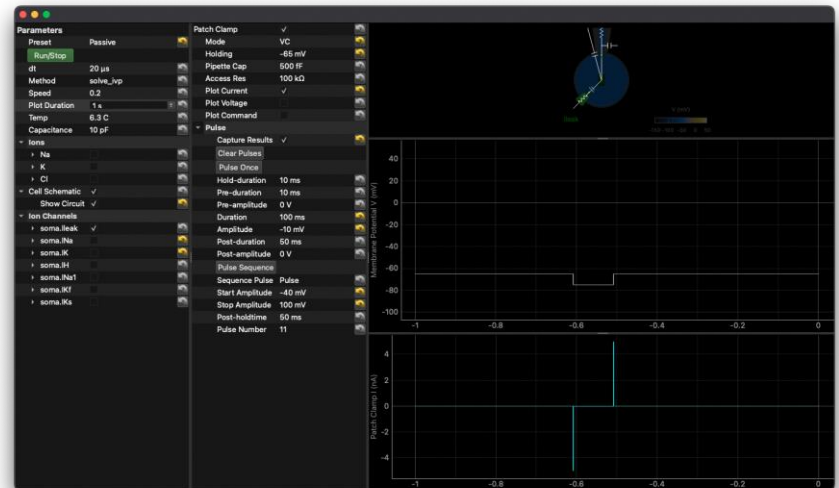 Parameters
Preset Passive
Run/Stop
dt 20 µs
Method solve_ivp
Speed 0.2
Plot Duration 1 s
Temp 6.3 C
Capacitance 10 pF
Ions
Na
K
Cl
Cell Schematic √
Show Circuit √
Ion Channels
soma.Ileak √
soma.INa
soma.IK
soma.IH
soma.INa1
soma.IKf
soma.IKs
Patch Clamp √
Mode VC
Holding -65 mV
Pipette Cap 500 fF
Access Res 100 kΩ
Plot Current √
Plot Voltage
Plot Command
Pulse
Capture Results √
Clear Pulses
Pulse Once
Hold-duration 10 ms
Pre-duration 10 ms
Pre-amplitude 0 V
Duration 100 ms
Amplitude -10 mV
Post-duration 50 ms
Post-amplitude 0 V
Pulse Sequence
Sequence Pulse Pulse
Start Amplitude -40 mV
Stop Amplitude 100 mV
Post-holdtime 50 ms
Pulse Number 11
Membrane Potential V (mV)
40
20
0
-20
-40
-60
-80
-100
-1 -0.8 -0.6 -0.4 -0.2 0
Patch Clamp I (nA)
4
2
0
-2
-4
-1 -0.8 -0.6 -0.4 -0.2 0